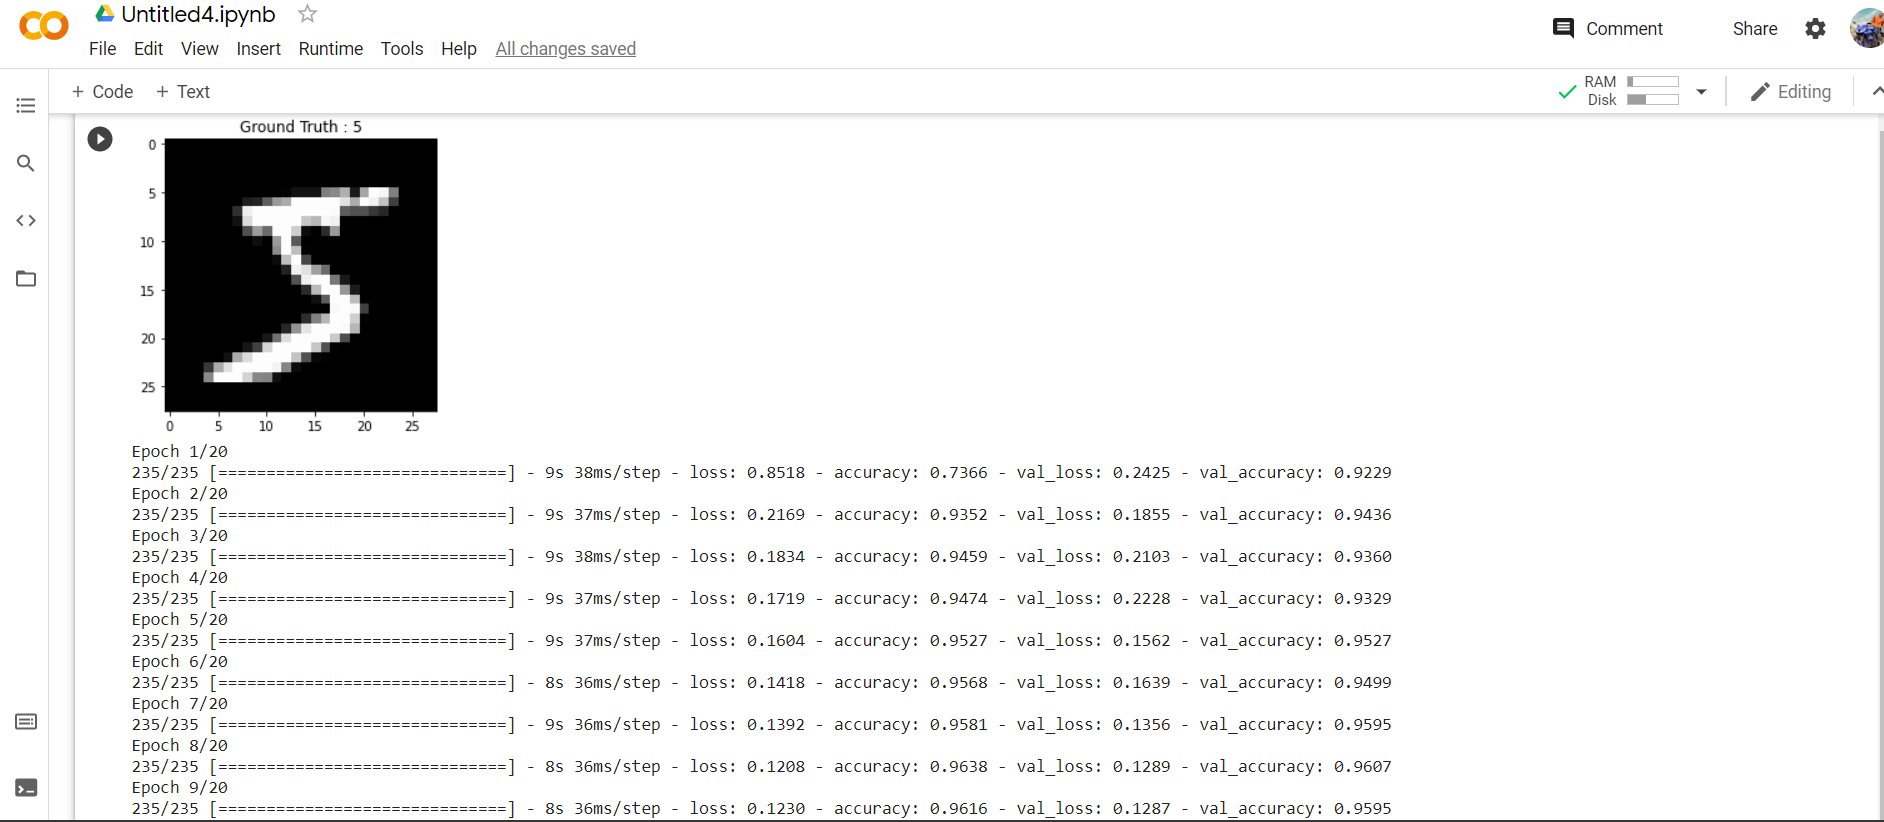 Untitled4.ipynb
File Edit View Insert Runtime Tools Help All changes saved
Comment Share
+ Code + Text
RAM
Disk
Editing
Ground Truth : 5
0
5
10
15
20
25
0 5 10 15 20 25
Epoch 1/20
235/235 [==============================] - 9s 38ms/step - loss: 0.8518 - accuracy: 0.7366 - val_loss: 0.2425 - val_accuracy: 0.9229
Epoch 2/20
235/235 [==============================] - 9s 37ms/step - loss: 0.2169 - accuracy: 0.9352 - val_loss: 0.1855 - val_accuracy: 0.9436
Epoch 3/20
235/235 [==============================] - 9s 38ms/step - loss: 0.1834 - accuracy: 0.9459 - val_loss: 0.2103 - val_accuracy: 0.9360
Epoch 4/20
235/235 [==============================] - 9s 37ms/step - loss: 0.1719 - accuracy: 0.9474 - val_loss: 0.2228 - val_accuracy: 0.9329
Epoch 5/20
235/235 [==============================] - 9s 37ms/step - loss: 0.1604 - accuracy: 0.9527 - val_loss: 0.1562 - val_accuracy: 0.9527
Epoch 6/20
235/235 [==============================] - 8s 36ms/step - loss: 0.1418 - accuracy: 0.9568 - val_loss: 0.1639 - val_accuracy: 0.9499
Epoch 7/20
235/235 [==============================] - 9s 36ms/step - loss: 0.1392 - accuracy: 0.9581 - val_loss: 0.1356 - val_accuracy: 0.9595
Epoch 8/20
235/235 [==============================] - 8s 36ms/step - loss: 0.1208 - accuracy: 0.9638 - val_loss: 0.1289 - val_accuracy: 0.9607
Epoch 9/20
235/235 [==============================] - 8s 36ms/step - loss: 0.1230 - accuracy: 0.9616 - val_loss: 0.1287 - val_accuracy: 0.9595